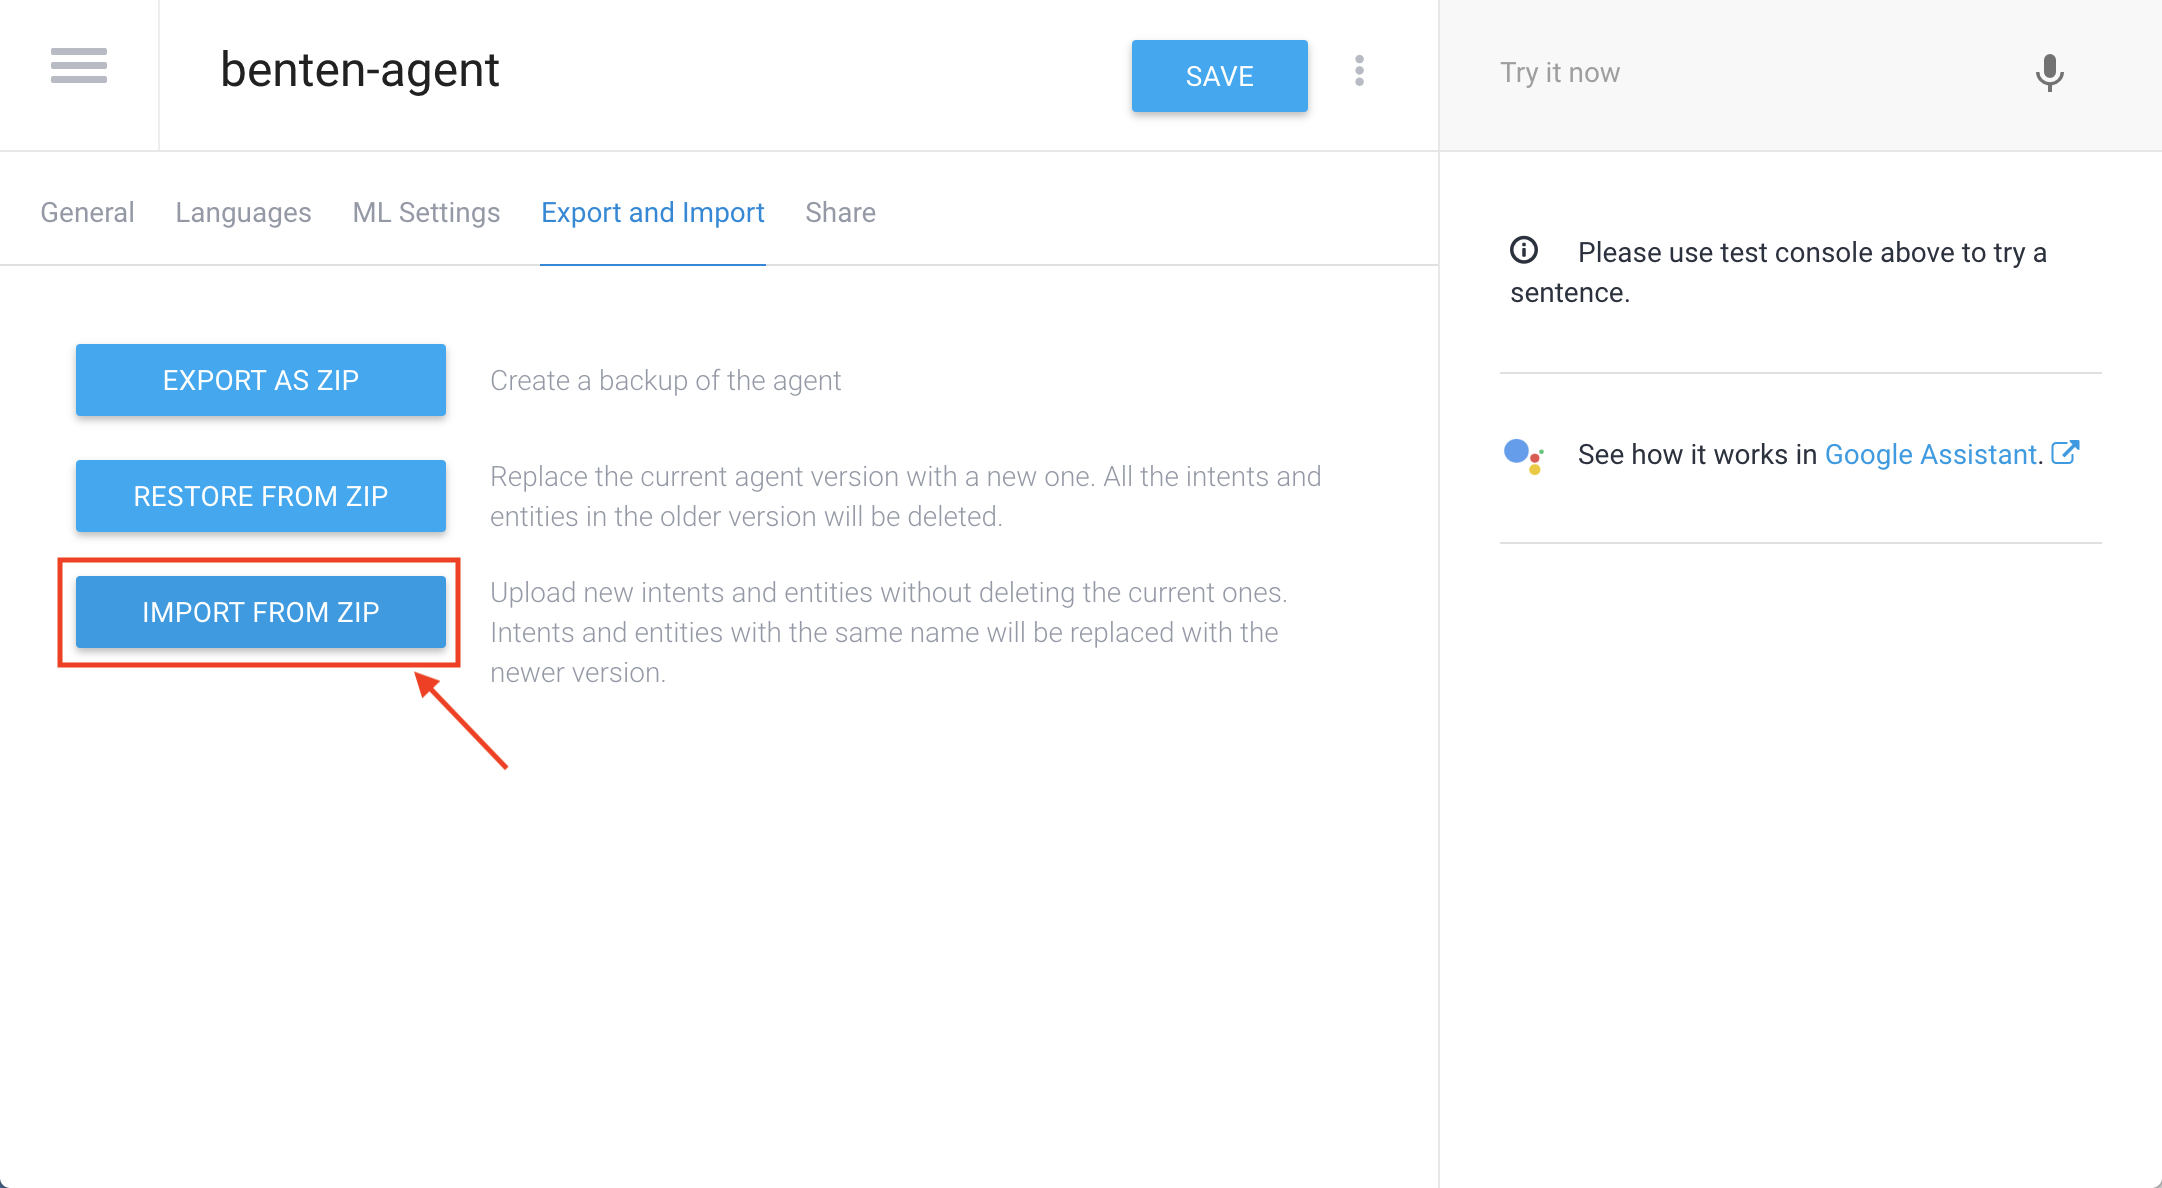 benten-agent
SAVE
Try it now
General Languages ML Settings Export and Import Share
Please use test console above to try a
sentence.
EXPORT AS ZIP
Create a backup of the agent
See how it works in Google Assistant.
RESTORE FROM ZIP
Replace the current agent version with a new one. All the intents and
entities in the older version will be deleted.
IMPORT FROM ZIP
Upload new intents and entities without deleting the current ones.
Intents and entities with the same name will be replaced with the
newer version.